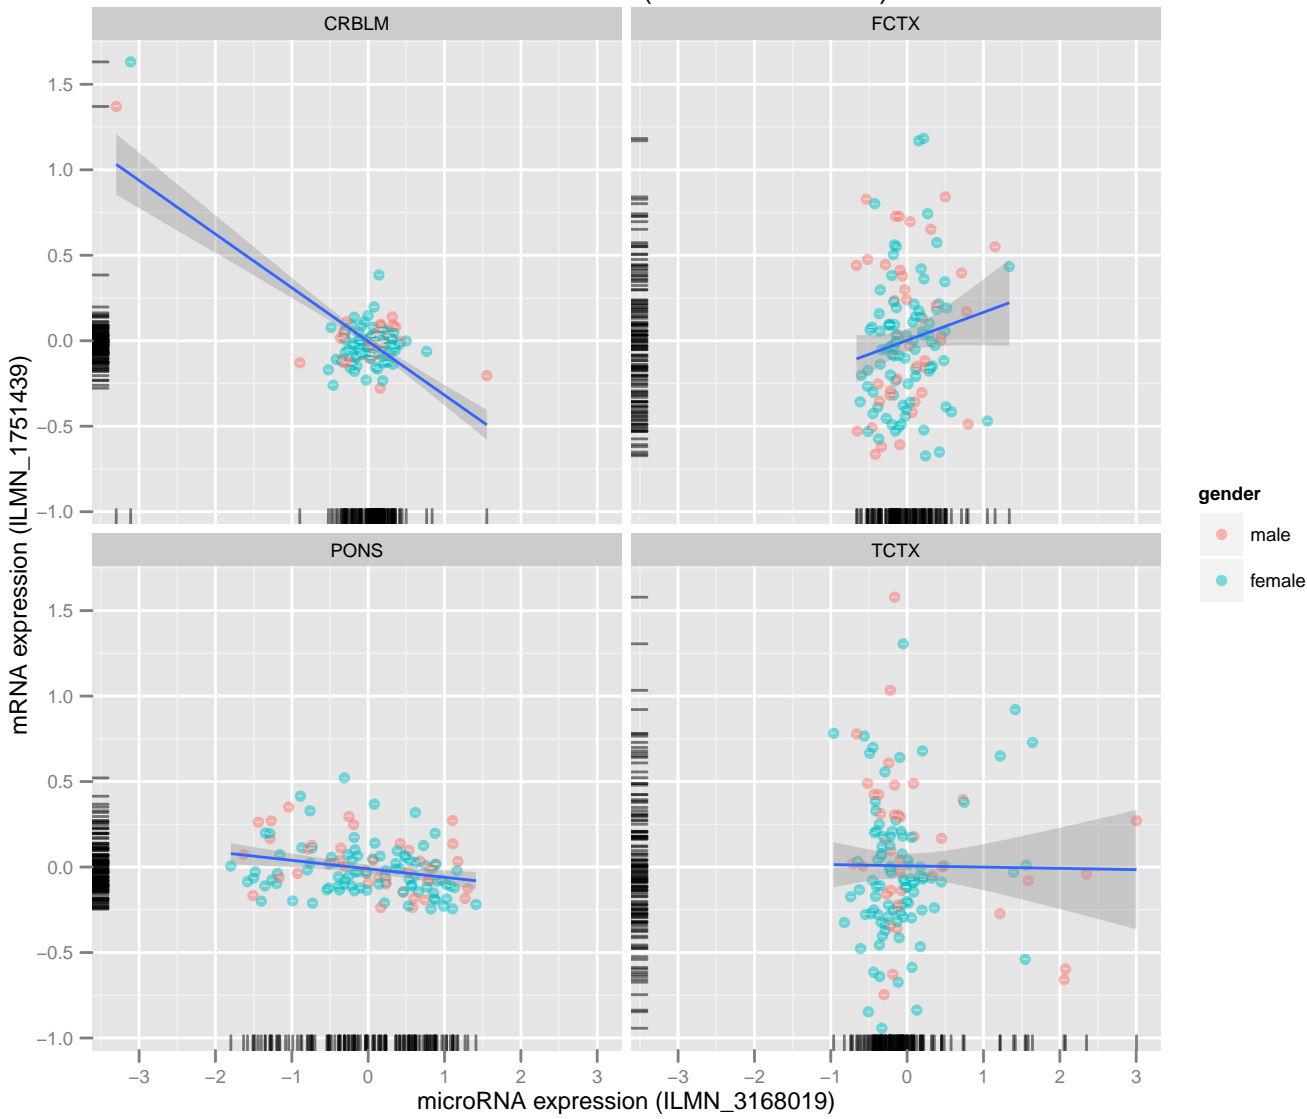 CRBLM
FCTX
1.5
1.0
0.5
0.0
−0.5
−1.0
PONS
TCTX
1.5
1.0
0.5
0.0
−0.5
−1.0
−3 −2 −1 0 1 2 3
−3 −2 −1 0 1 2 3
microRNA expression (ILMN_3168019)
mRNA expression (ILMN_1751439)
gender
male
female